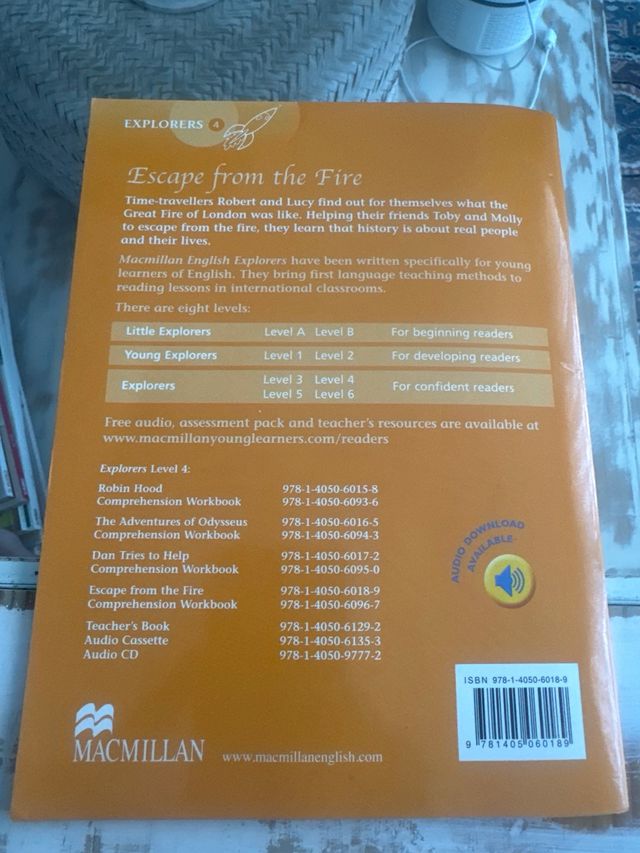 EXPLORERS 4
Escape from the Fire
Time-travellers Robert and Lucy find out for themselves what the
Great Fire of London was like. Helping their friends Toby and Molly
to escape from the fire, they learn that history is about real people
and their lives.
Macmillan English Explorers have been written specifically for young
learners of English. They bring first language teaching methods to
reading lessons in international classrooms.
There are eight levels:
Little Explorers Level A Level B For beginning readers
Young Explorers Level 1 Level 2 For developing readers
Explorers Level 3 Level 4 For confident readers
Level 5 Level 6
Free audio, assessment pack and teacher's resources are available at
www.macmillanyounglearners.com/readers
Explorers Level 4:
Robin Hood 978-1-4050-6015-8
Comprehension Workbook 978-1-4050-6093-6
The Adventures of Odysseus 978-1-4050-6016-5
Comprehension Workbook 978-1-4050-6094-3
Dan Tries to Help 978-1-4050-6017-2
Comprehension Workbook 978-1-4050-6095-0
Escape from the Fire 978-1-4050-6018-9
Comprehension Workbook 978-1-4050-6096-7
Teacher's Book 978-1-4050-6129-2
Audio Cassette 978-1-4050-6135-3
Audio CD 978-1-4050-9777-2
AUDIO DOWNLOAD
AVAILABLE
ISBN 978-1-4050-6018-9
9 781405 060189
MACMILLAN
www.macmillanenglish.com